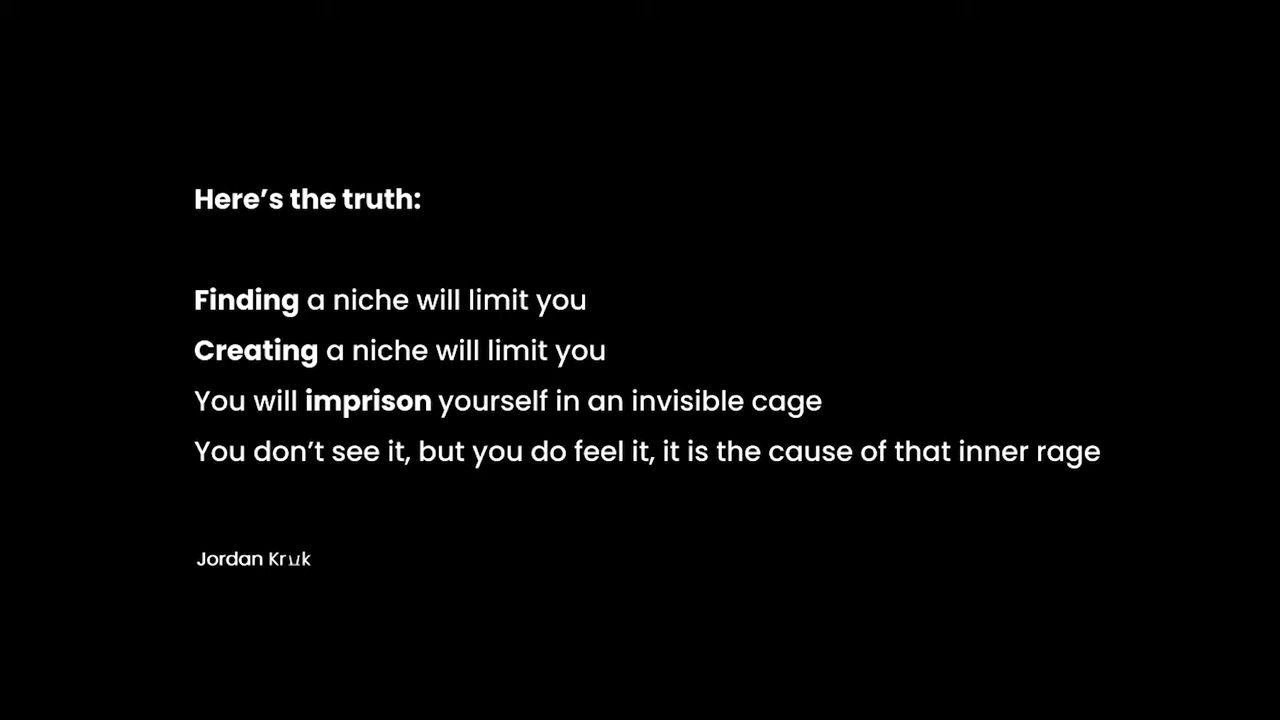 Here’s the truth:
Finding a niche will limit you
Creating a niche will limit you
You will imprison yourself in an invisible cage
You don’t see it, but you do feel it, it is the cause of that inner rage
Jordan Kruk